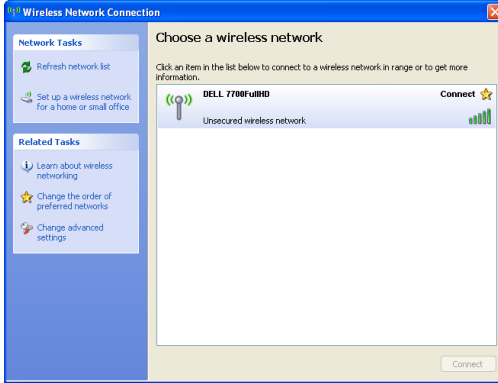 Wireless Network Connection
Network Tasks
Refresh network list
Set up a wireless network
for a home or small office
Related Tasks
Learn about wireless
networking
Change the order of
preferred networks
Change advanced
settings
Choose a wireless network
Click an item in the list below to connect to a wireless network in range or to get more
information.
DELL 7700FullHD
Connect
Unsecured wireless network
Connect